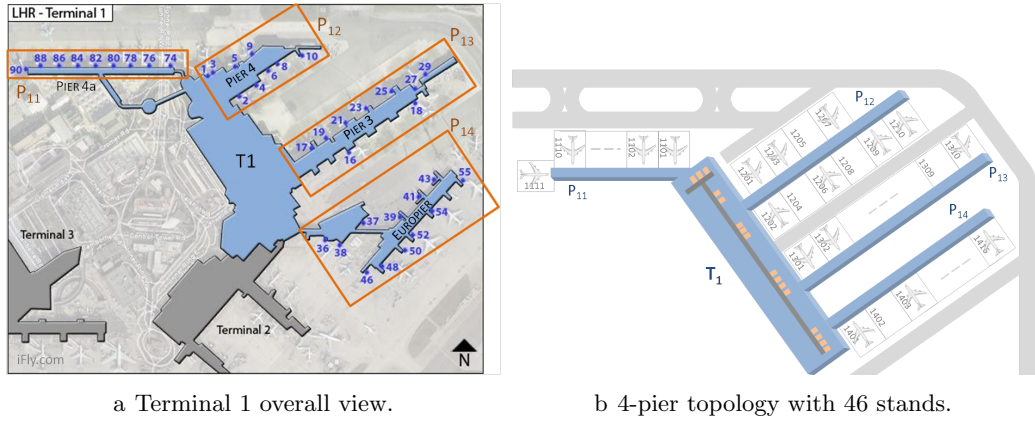 LHR - Terminal 1
P12
P13
P14
P11
90 88 86 84 82 80 78 76 74
PIER 4a
1 3 5 9
PIER 4
10
8
6
4
2
29
27
25
23
21
19
17
18
16
PIER 3
T1
55
43
41
39
37
54
52
50
48
46
36
38
EUROPIER
Terminal 3
Terminal 2
iFly.com
N
a Terminal 1 overall view.
P12
P13
P14
P11
T1
1111
1110
1102
1101
1201
1203
1205
1207
1202
1204
1206
1208
1209
1210
1301
1302
1309
1310
1401
1402
1403
1416
b 4-pier topology with 46 stands.